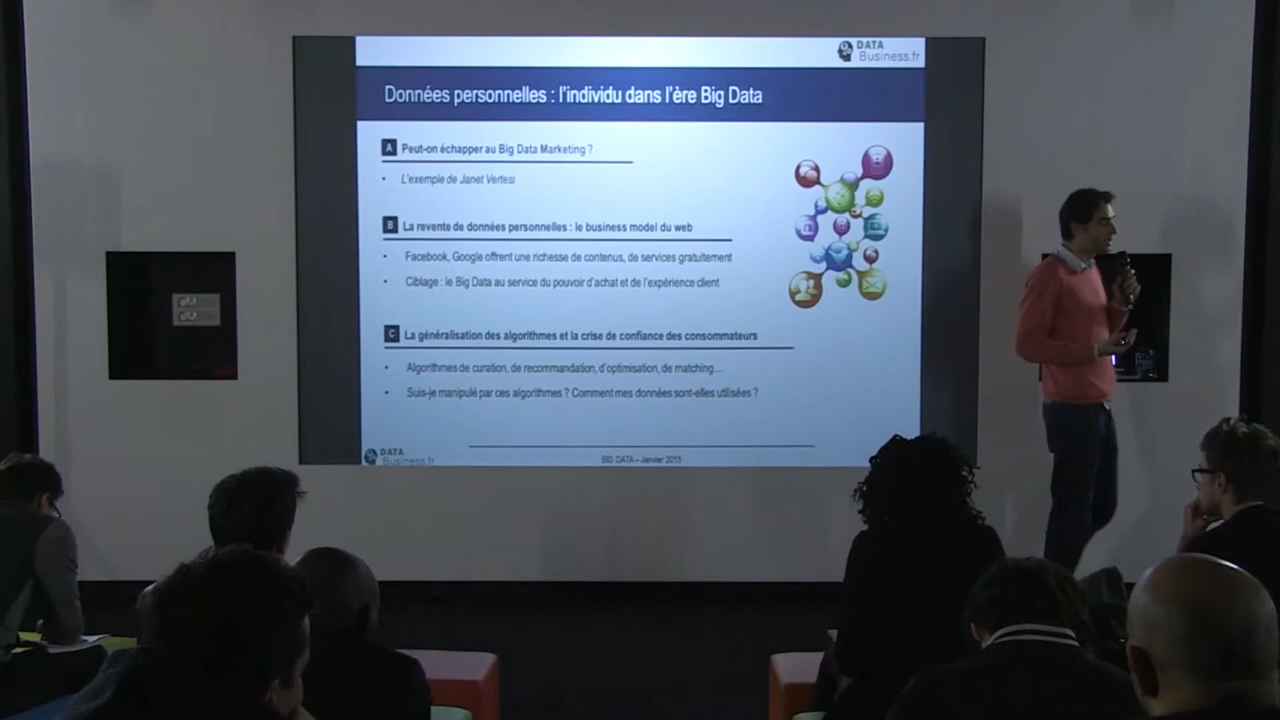 DATA
Business.fr
Données personnelles : l'individu dans l'ère Big Data
A Peut-on échapper au Big Data Marketing ?
• L'exemple de Janet Vertesi
B La revente de données personnelles : le business model du web
• Facebook, Google offrent une richesse de contenus, de services gratuitement
• Ciblage : le Big Data au service du pouvoir d'achat et de l'expérience client
C La généralisation des algorithmes et la crise de confiance des consommateurs
• Algorithmes de curation, de recommandation, d'optimisation, de matching…
• Suis-je manipulé par ces algorithmes ? Comment mes données sont-elles utilisées ?
DATA
Business.fr
BIG DATA – Janvier 2015